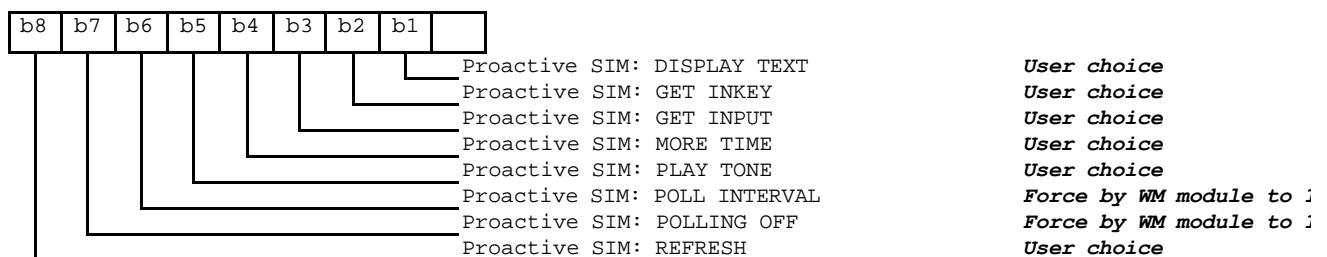 b8 b7 b6 b5 b4 b3 b2 b1
Proactive SIM: DISPLAY TEXT User choice
Proactive SIM: GET INKEY User choice
Proactive SIM: GET INPUT User choice
Proactive SIM: MORE TIME User choice
Proactive SIM: PLAY TONE User choice
Proactive SIM: POLL INTERVAL Force by WM module to 1
Proactive SIM: POLLING OFF Force by WM module to 1
Proactive SIM: REFRESH User choice